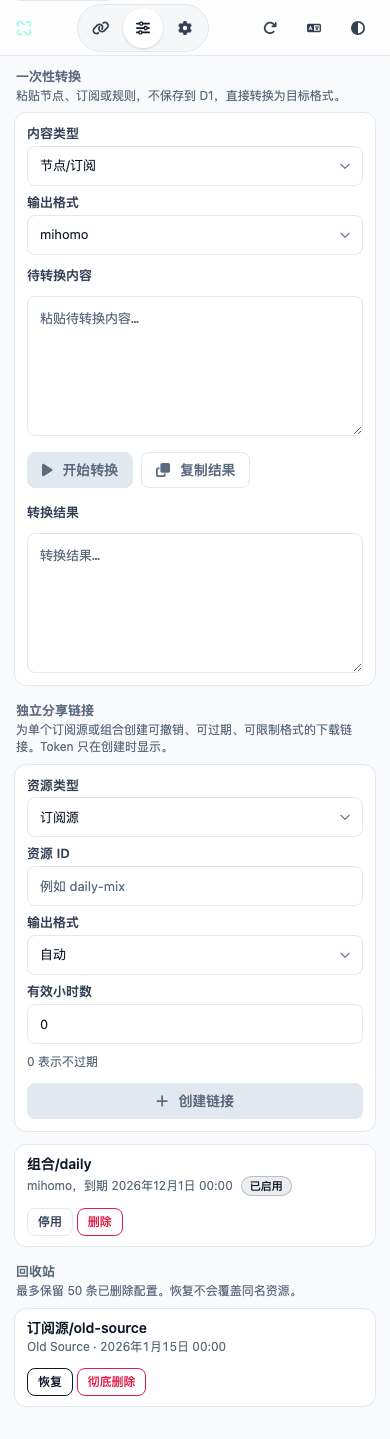 一次性转换
粘贴节点、订阅或规则，不保存到 D1，直接转换为目标格式。
内容类型
节点/订阅
输出格式
mihomo
待转换内容
粘贴待转换内容...
开始转换
复制结果
转换结果
转换结果...
独立分享链接
为单个订阅源或组合创建可撤销、可过期、可限制格式的下载链
接。Token 只在创建时显示。
资源类型
订阅源
资源 ID
例如 daily-mix
输出格式
自动
有效小时数
0
0 表示不过期
创建链接
组合/daily
mihomo，到期 2026年12月1日 00:00 已启用
停用 删除
回收站
最多保留 50 条已删除配置。恢复不会覆盖同名资源。
订阅源/old-source
Old Source · 2026年1月15日 00:00
恢复 彻底删除